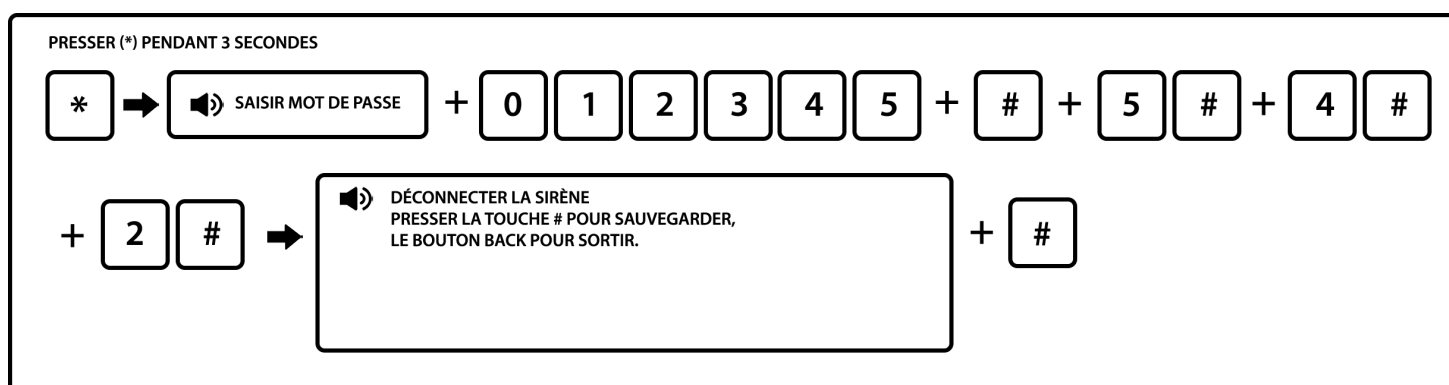 PRESSER (*) PENDANT 3 SECONDES
* SAISIR MOT DE PASSE + 0 1 2 3 4 5 + # + 5 # + 4 #
+ 2 # DÉCONNECTER LA SIRÈNE
PRESSER LA TOUCHE # POUR SAUVEGARDER,
LE BOUTON BACK POUR SORTIR.
+ #